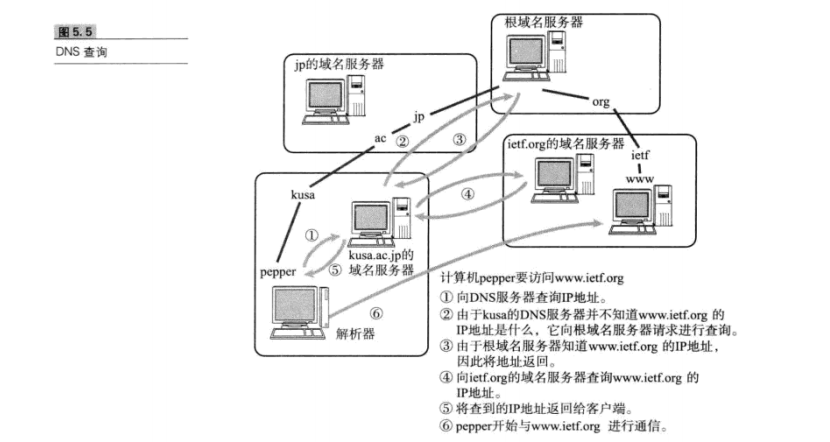 图5.5
DNS 查询
根域名服务器
jp的域名服务器
org
jp
ac
②
③
ietf.org的域名服务器
ietf
www
kusa
④
①
kusa.ac.jp的
域名服务器
⑤
pepper
⑥
解析器
计算机pepper要访问www.ietf.org
① 向DNS服务器查询IP地址。
② 由于kusa的DNS服务器并不知道www.ietf.org 的
IP地址是什么，它向根域名服务器请求进行查询。
③ 由于根域名服务器知道www.ietf.org 的IP地址，
因此将地址返回。
④ 向ietf.org的域名服务器查询www.ietf.org 的
IP地址。
⑤ 将查到的IP地址返回给客户端。
⑥ pepper开始与www.ietf.org 进行通信。